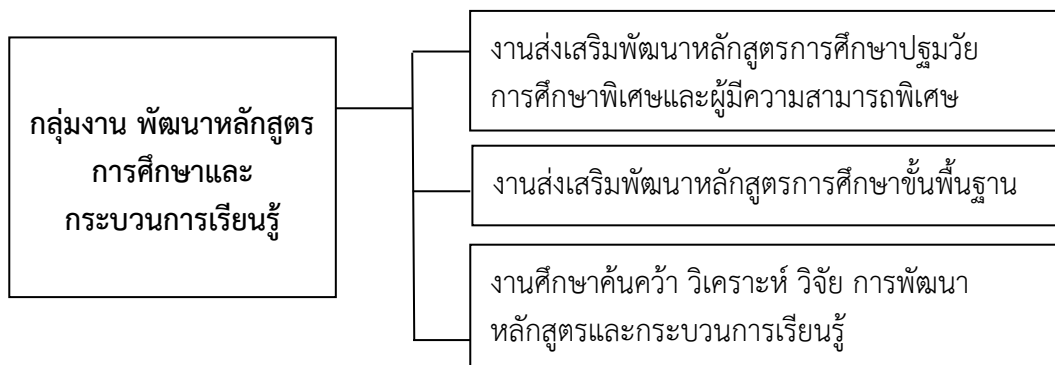 กลุ่มงาน พัฒนาหลักสูตร
การศึกษาและ
กระบวนการเรียนรู้
งานส่งเสริมพัฒนาหลักสูตรการศึกษาปฐมวัย
การศึกษาพิเศษและผู้มีความสามารถพิเศษ
งานส่งเสริมพัฒนาหลักสูตรการศึกษาขั้นพื้นฐาน
งานศึกษาค้นคว้า วิเคราะห์ วิจัย การพัฒนา
หลักสูตรและกระบวนการเรียนรู้